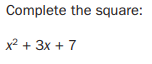 Complete the square:
x² + 3x + 7